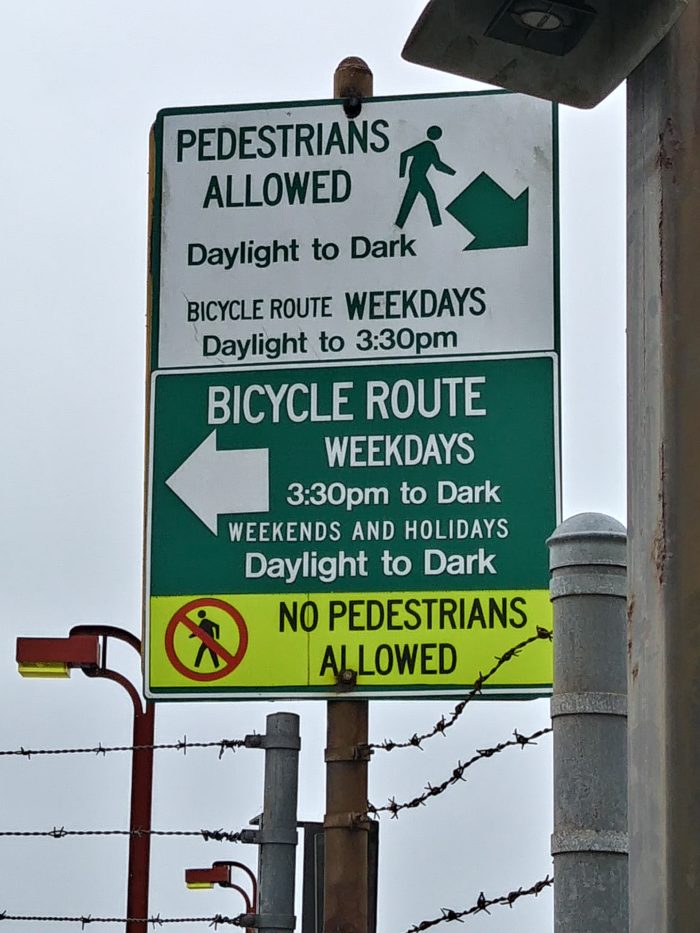 PEDESTRIANS
ALLOWED
Daylight to Dark
BICYCLE ROUTE WEEKDAYS
Daylight to 3:30pm
BICYCLE ROUTE
WEEKDAYS
3:30pm to Dark
WEEKENDS AND HOLIDAYS
Daylight to Dark
NO PEDESTRIANS
ALLOWED